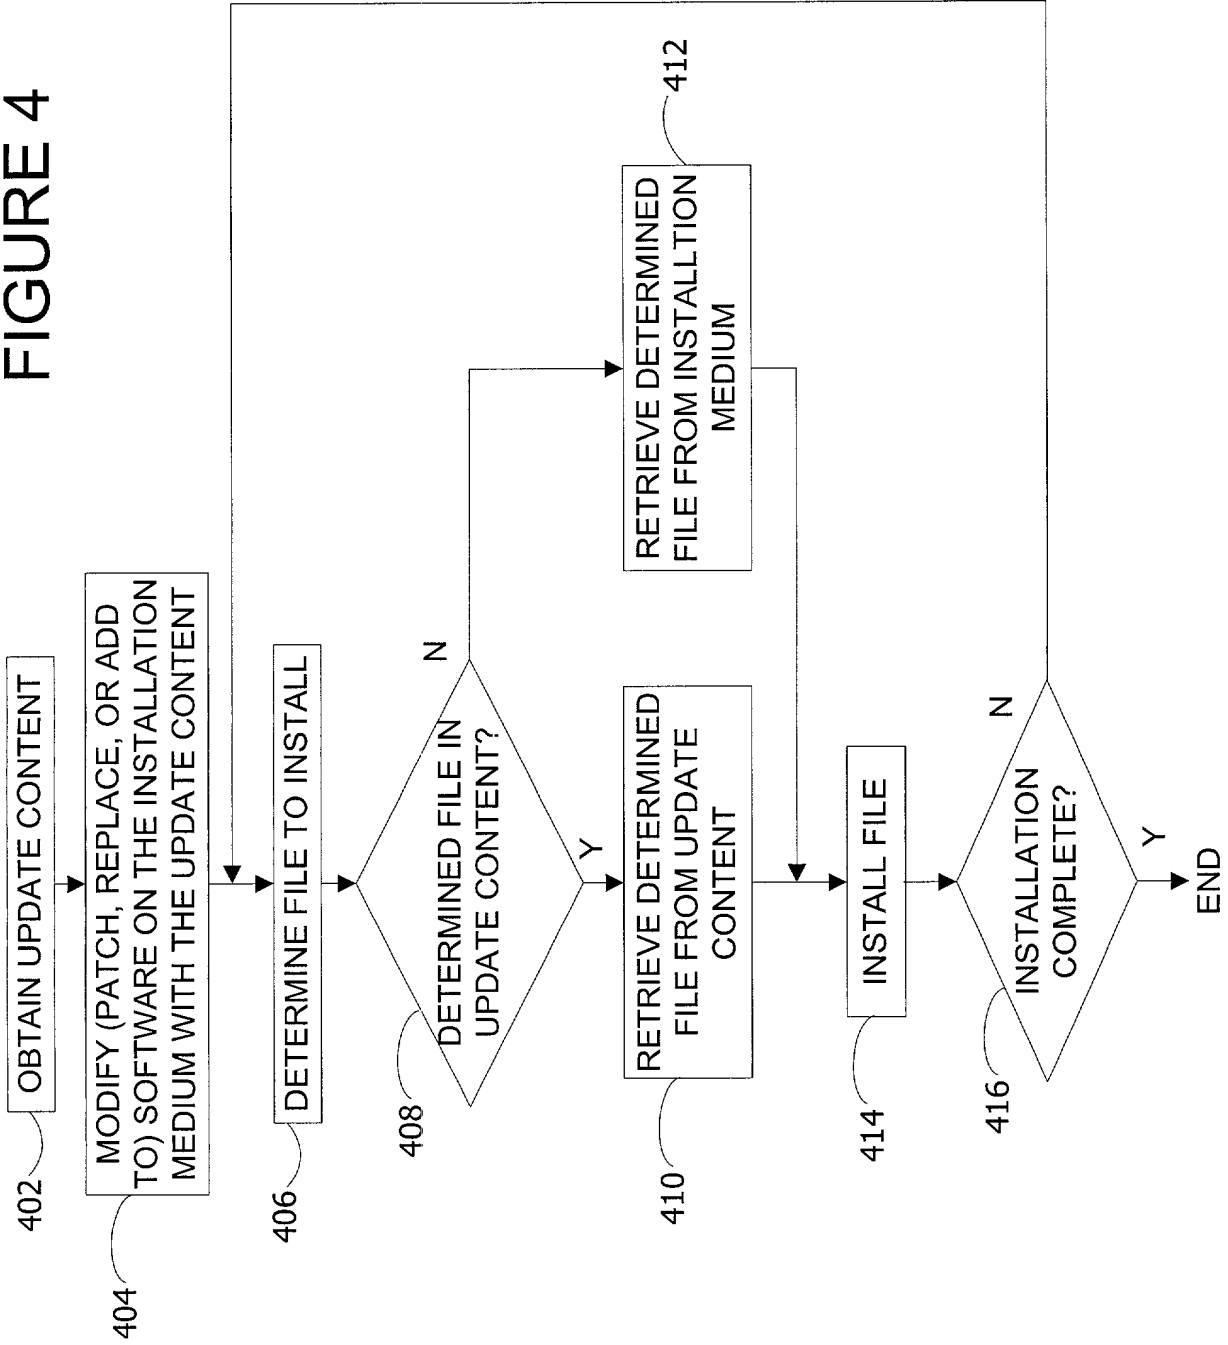 FIGURE 4
402
OBTAIN UPDATE CONTENT
404
MODIFY (PATCH, REPLACE, OR ADD
TO) SOFTWARE ON THE INSTALLATION
MEDIUM WITH THE UPDATE CONTENT
406
DETERMINE FILE TO INSTALL
408
DETERMINED FILE IN
UPDATE CONTENT?
N
Y
410
RETRIEVE DETERMINED
FILE FROM UPDATE
CONTENT
412
RETRIEVE DETERMINED
FILE FROM INSTALLTION
MEDIUM
414
INSTALL FILE
416
INSTALLATION
COMPLETE?
N
Y
END